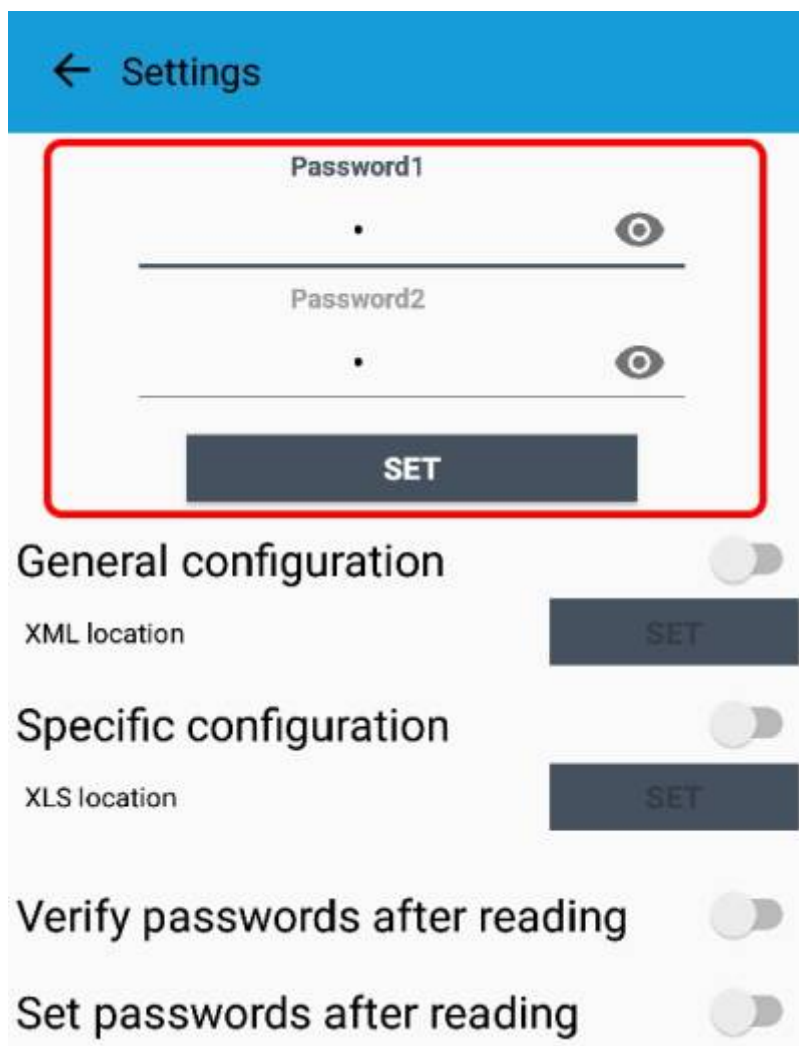 Settings
Password1
•
Password2
•
SET
General configuration
XML location
SET
Specific configuration
XLS location
SET
Verify passwords after reading
Set passwords after reading